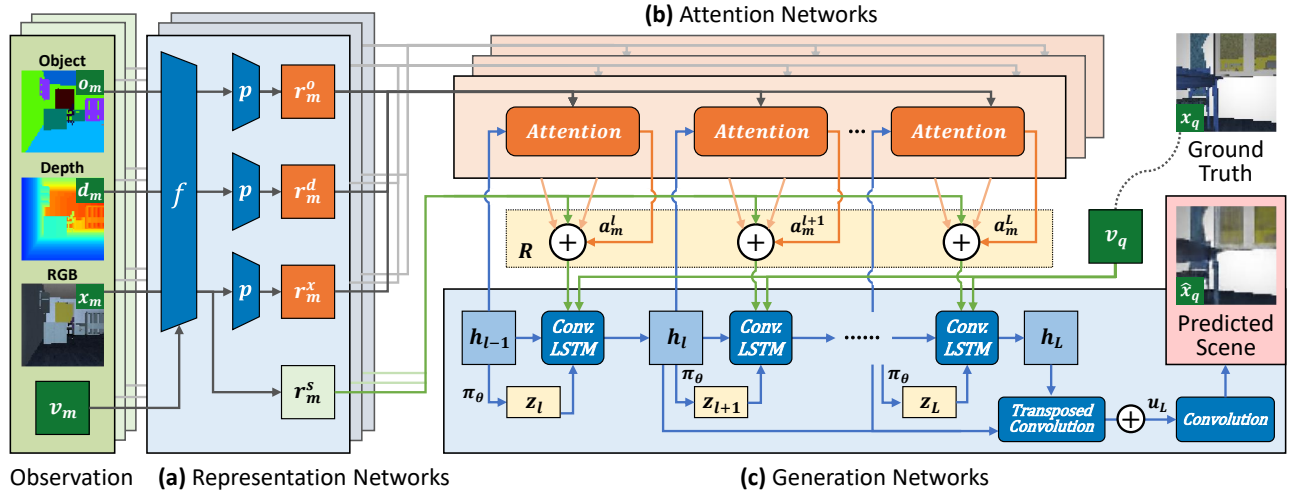 (b) Attention Networks
Object
o_m
Depth
d_m
RGB
x_m
v_m
Observation
f
p
r_m^o
p
r_m^d
p
r_m^x
r_m^s
(a) Representation Networks
Attention
Attention
...
Attention
R
+
a_m^l
+
a_m^{l+1}
+
a_m^L
h_{l-1}
Conv. LSTM
h_l
Conv. LSTM
......
Conv. LSTM
h_L
π_θ
z_l
π_θ
z_{l+1}
π_θ
z_L
Transposed Convolution
+
u_L
Convolution
(c) Generation Networks
x_q
Ground
Truth
v_q
x̂_q
Predicted
Scene